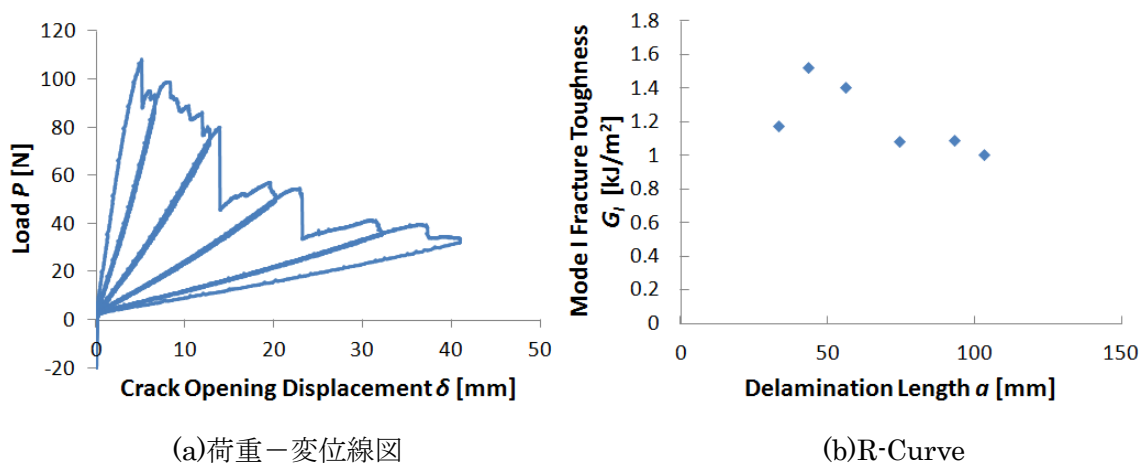 120
100
80
60
40
20
0
-20
Load P [N]
0 10 20 30 40 50
Crack Opening Displacement δ [mm]
(a)荷重－変位線図
1.8
1.6
1.4
1.2
1
0.8
0.6
0.4
0.2
0
Mode I Fracture Toughness
G_I [kJ/m²]
0 50 100 150
Delamination Length a [mm]
(b)R-Curve